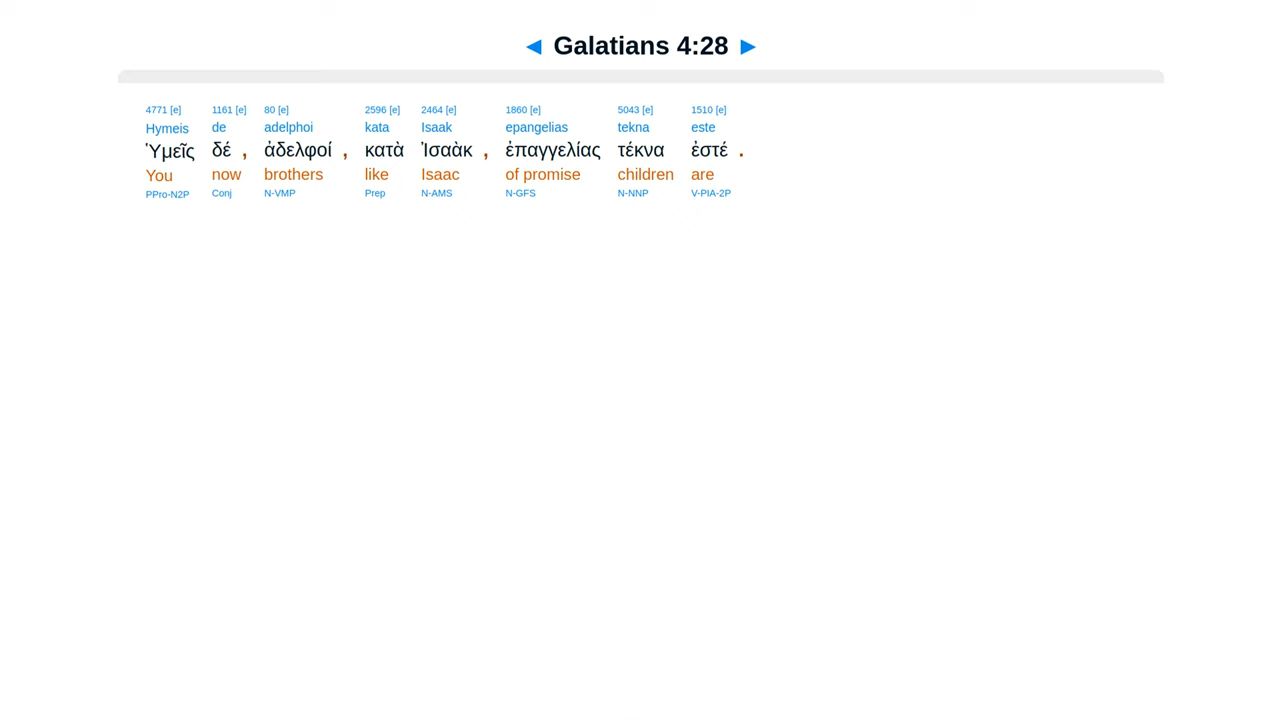 ◄ Galatians 4:28 ►
4771 [e] 1161 [e] 80 [e] 2596 [e] 2464 [e] 1860 [e] 5043 [e] 1510 [e]
Hymeis de adelphoi kata Isaak epangelias tekna este
Ὑμεῖς δέ , ἀδελφοί , κατὰ Ἰσαὰκ , ἐπαγγελίας τέκνα ἐστέ .
You now brothers like Isaac of promise children are
PPro-N2P Conj N-VMP Prep N-AMS N-GFS N-NNP V-PIA-2P